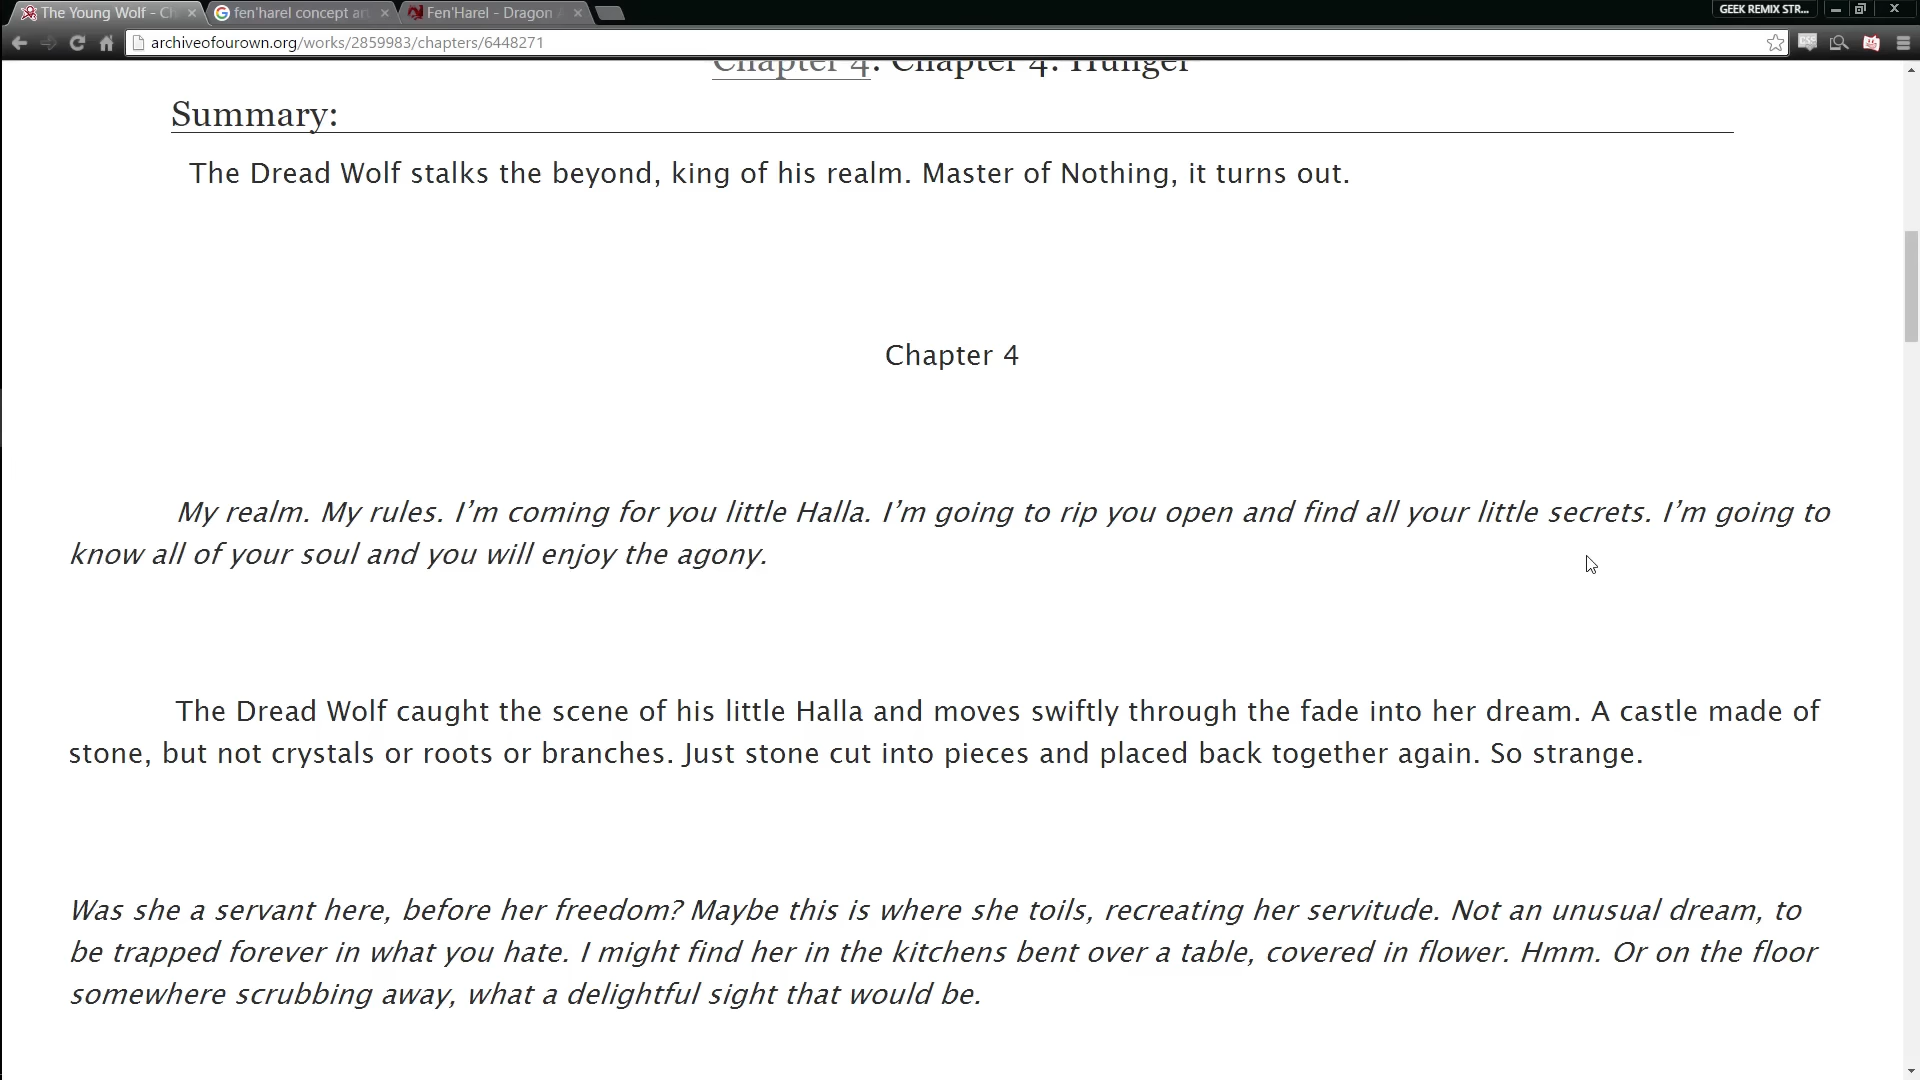 The Young Wolf - Ch
fen'harel concept ar
Fen'Harel - Dragon
GEEK REMIX STR...
archiveofourown.org/works/2859983/chapters/6448271
Chapter 4: Chapter 4: Hunger
Summary:
The Dread Wolf stalks the beyond, king of his realm. Master of Nothing, it turns out.
Chapter 4
My realm. My rules. I’m coming for you little Halla. I’m going to rip you open and find all your little secrets. I’m going to
know all of your soul and you will enjoy the agony.
The Dread Wolf caught the scene of his little Halla and moves swiftly through the fade into her dream. A castle made of
stone, but not crystals or roots or branches. Just stone cut into pieces and placed back together again. So strange.
Was she a servant here, before her freedom? Maybe this is where she toils, recreating her servitude. Not an unusual dream, to
be trapped forever in what you hate. I might find her in the kitchens bent over a table, covered in flower. Hmm. Or on the floor
somewhere scrubbing away, what a delightful sight that would be.